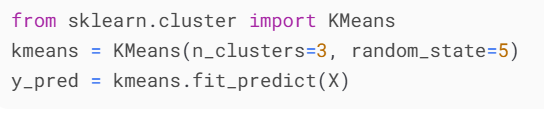 from sklearn.cluster import KMeans
kmeans = KMeans(n_clusters=3, random_state=5)
y_pred = kmeans.fit_predict(X)